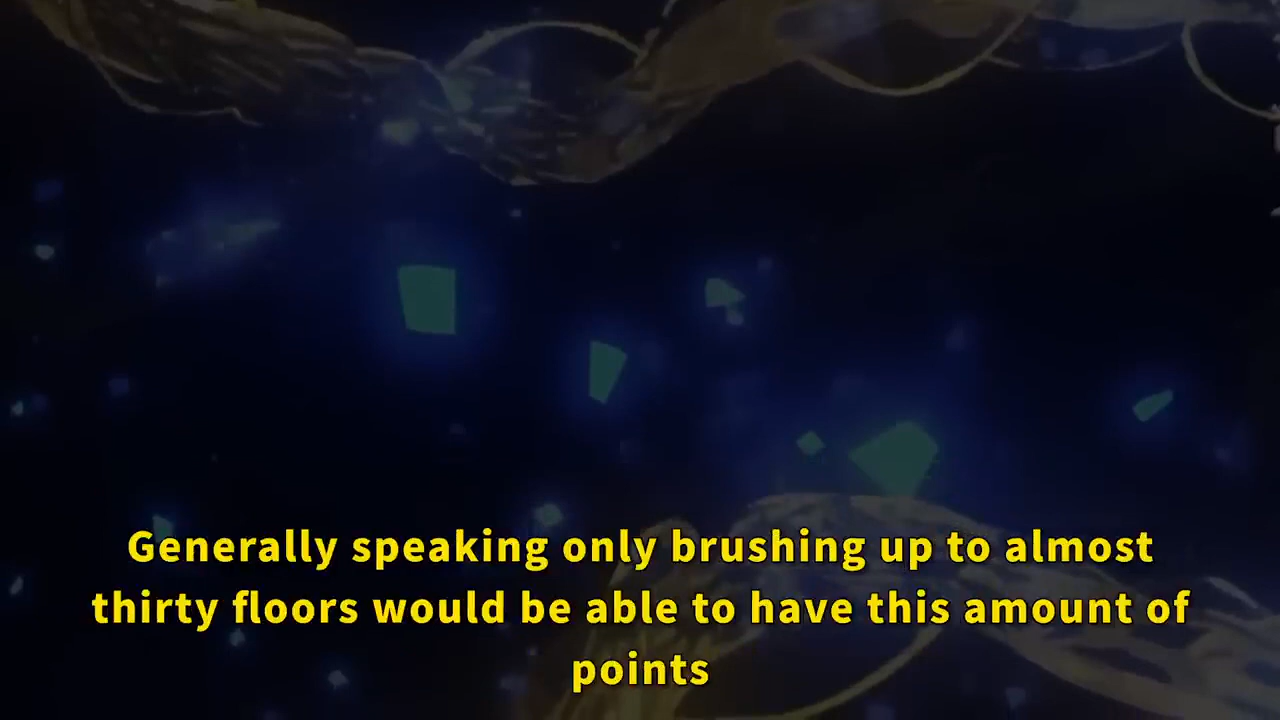 Generally speaking only brushing up to almost
thirty floors would be able to have this amount of
points